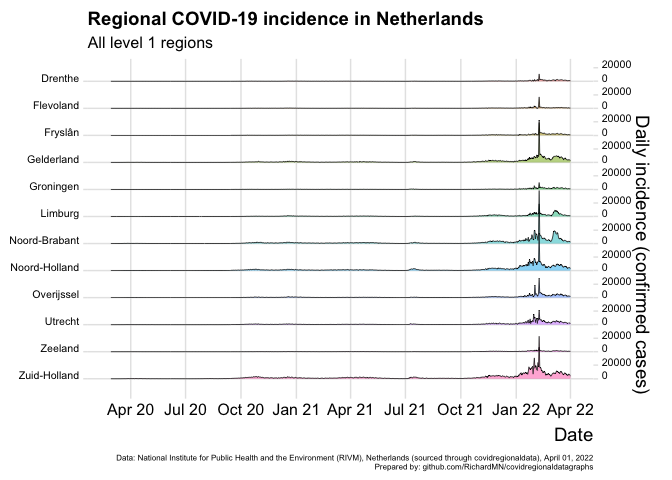 Regional COVID-19 incidence in Netherlands
All level 1 regions
Drenthe
20000
0
Flevoland
20000
0
Fryslân
20000
0
Gelderland
20000
0
Groningen
20000
0
Limburg
20000
0
Noord-Brabant
20000
0
Noord-Holland
20000
0
Overijssel
20000
0
Utrecht
20000
0
Zeeland
20000
0
Zuid-Holland
20000
0
Daily incidence (confirmed cases)
Apr 20 Jul 20 Oct 20 Jan 21 Apr 21 Jul 21 Oct 21 Jan 22 Apr 22
Date
Data: National Institute for Public Health and the Environment (RIVM), Netherlands (sourced through covidregionaldata), April 01, 2022
Prepared by: github.com/RichardMN/covidregionaldatagraphs